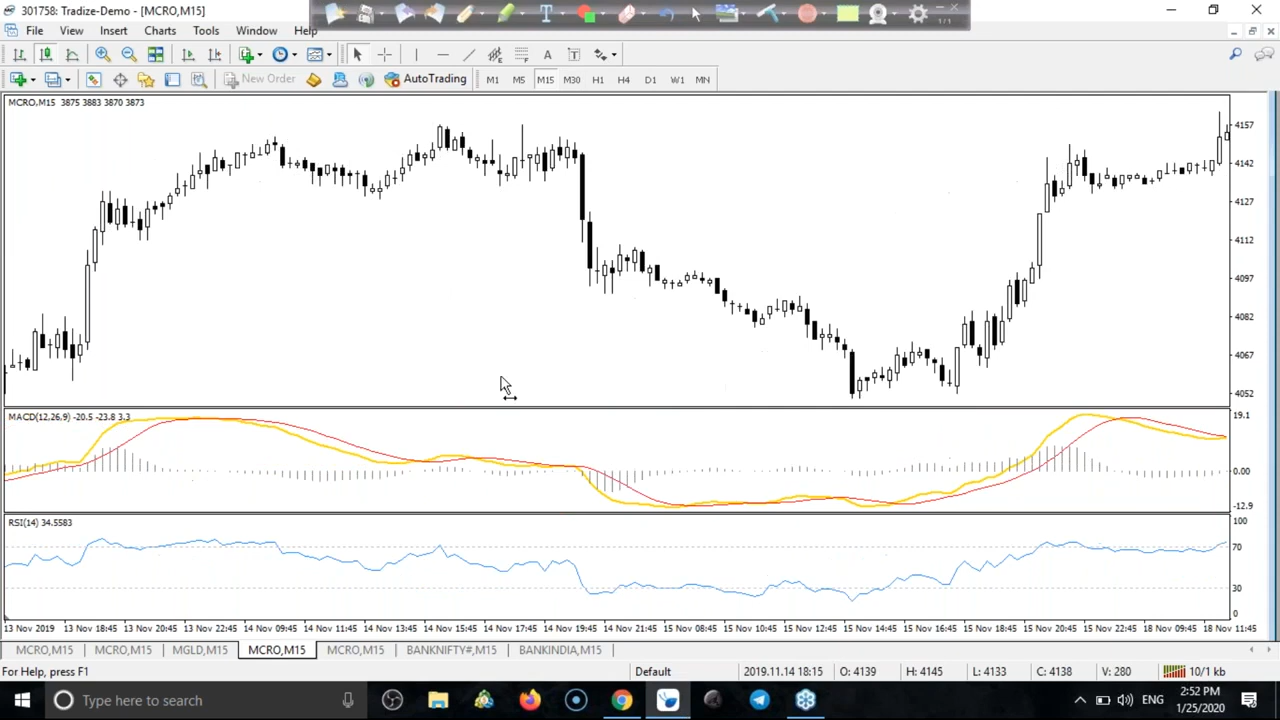 301758: Tradize-Demo - [MCRO,M15]
1/1
File View Insert Charts Tools Window Help
New Order AutoTrading M1 M5 M15 M30 H1 H4 D1 W1 MN
MCRO,M15 3875 3883 3870 3873
4157
4142
4127
4112
4097
4082
4067
4052
MACD(12,26,9) -20.5 -23.8 3.3
19.1
0.00
-12.9
RSI(14) 34.5583
100
70
30
0
13 Nov 2019 13 Nov 18:45 13 Nov 20:45 13 Nov 22:45 14 Nov 09:45 14 Nov 11:45 14 Nov 13:45 14 Nov 15:45 14 Nov 17:45 14 Nov 19:45 14 Nov 21:45 15 Nov 08:45 15 Nov 10:45 15 Nov 12:45 15 Nov 14:45 15 Nov 16:45 15 Nov 18:45 15 Nov 20:45 15 Nov 22:45 18 Nov 09:45 18 Nov 11:45
MCRO,M15 MCRO,M15 MGLD,M15 MCRO,M15 MCRO,M15 BANKNIFTY#,M15 BANKINDIA,M15
For Help, press F1 Default 2019.11.14 18:15 O: 4139 H: 4145 L: 4133 C: 4138 V: 280 10/1 kb
Type here to search ENG 2:52 PM
1/25/2020